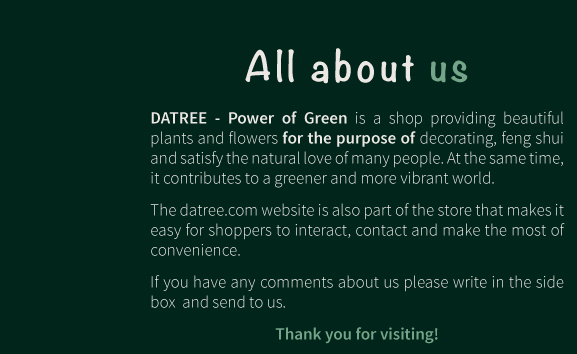 All about us
DATREE - Power of Green is a shop providing beautiful
plants and flowers for the purpose of decorating, feng shui
and satisfy the natural love of many people. At the same time,
it contributes to a greener and more vibrant world.
The datree.com website is also part of the store that makes it
easy for shoppers to interact, contact and make the most of
convenience.
If you have any comments about us please write in the side
box and send to us.
Thank you for visiting!